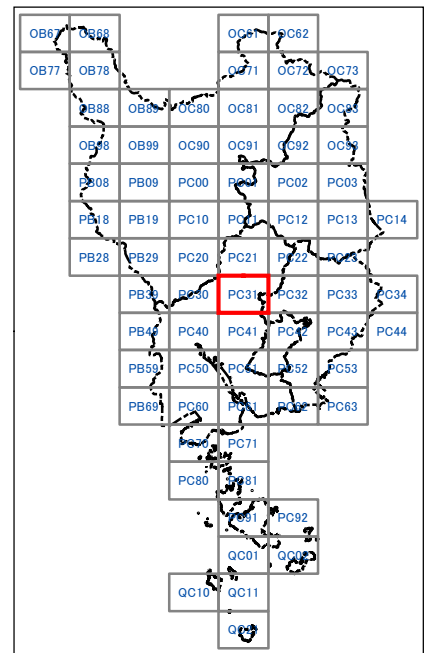 OB67 OB68 OC61 OC62
OB77 OB78 OC71 OC72 OC73
OB88 OB89 OC80 OC81 OC82 OC83
OB98 OB99 OC90 OC91 OC92 OC93
PB08 PB09 PC00 PC01 PC02 PC03
PB18 PB19 PC10 PC11 PC12 PC13 PC14
PB28 PB29 PC20 PC21 PC22 PC23
PB39 PC30 PC31 PC32 PC33 PC34
PB49 PC40 PC41 PC42 PC43 PC44
PB59 PC50 PC51 PC52 PC53
PB69 PC60 PC61 PC62 PC63
PC70 PC71
PC80 PC81
PC91 PC92
QC01 QC02
QC10 QC11
QC21